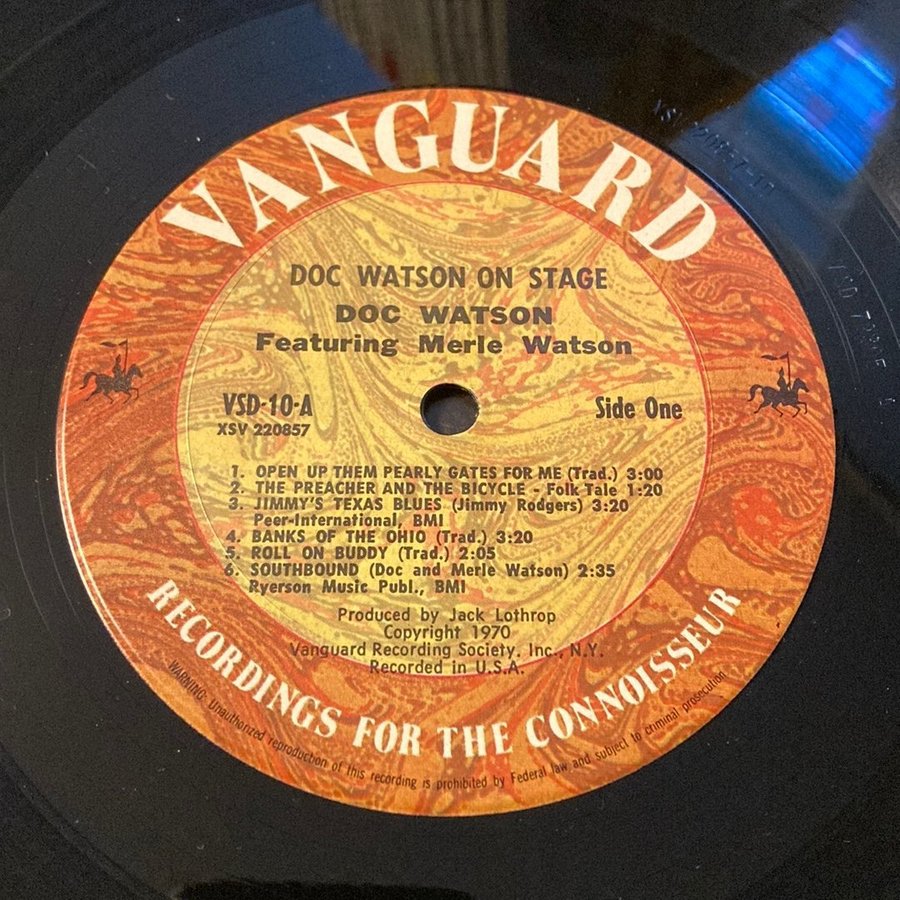 VANGUARD
DOC WATSON ON STAGE
DOC WATSON
Featuring Merle Watson
VSD-10-A
Side One
XSV 220857
1. OPEN UP THEM PEARLY GATES FOR ME (Trad.) 3:00
2. THE PREACHER AND THE BICYCLE - Folk Tale 1:20
3. JIMMY'S TEXAS BLUES (Jimmy Rodgers) 3:20
Peer-International, BMI
4. BANKS OF THE OHIO (Trad.) 3:20
5. ROLL ON BUDDY (Trad.) 2:05
6. SOUTHBOUND (Doc and Merle Watson) 2:35
Ryerson Music Publ., BMI
Produced by Jack Lothrop
Copyright 1970
Vanguard Recording Society, Inc., N.Y.
Recorded in U.S.A.
RECORDINGS FOR THE CONNOISSEUR
WARNING: Unauthorized reproduction of this recording is prohibited by Federal law and subject to criminal prosecution